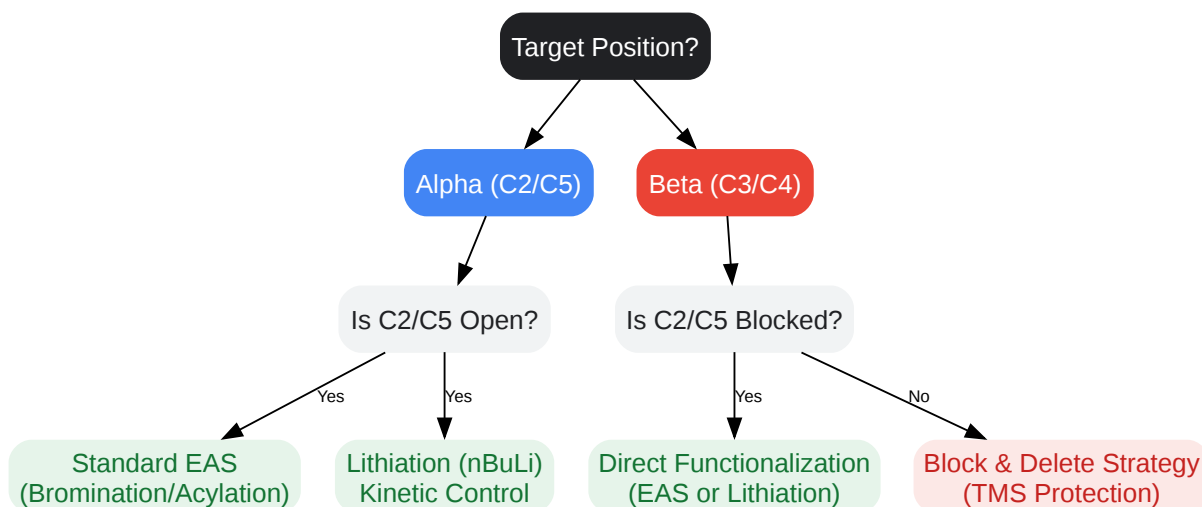 Target Position?
Alpha (C2/C5)
Beta (C3/C4)
Is C2/C5 Open?
Is C2/C5 Blocked?
Yes
Yes
Yes
No
Standard EAS
(Bromination/Acylation)
Lithiation (nBuLi)
Kinetic Control
Direct Functionalization
(EAS or Lithiation)
Block & Delete Strategy
(TMS Protection)